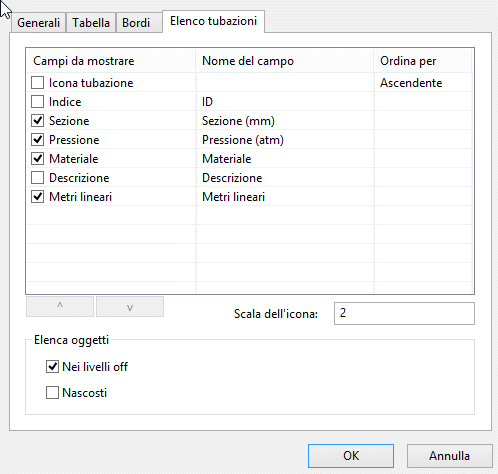 Generali Tabella Bordi Elenco tubazioni
Campi da mostrare Nome del campo Ordina per
Icona tubazione Ascendente
Indice ID
Sezione Sezione (mm)
Pressione Pressione (atm)
Materiale Materiale
Descrizione Descrizione
Metri lineari Metri lineari
Scala dell'icona: 2
Elenca oggetti
Nei livelli off
Nascosti
OK Annulla